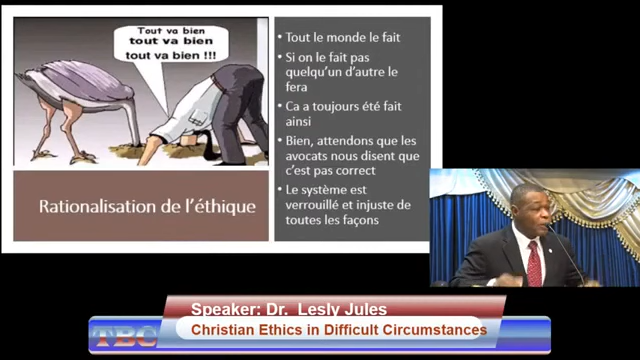 Tout va bien
tout va bien
tout va bien !!!
Rationalisation de l'éthique
• Tout le monde le fait
• Si on le fait pas
quelqu'un d'autre le
fera
• Ca a toujours été fait
ainsi
• Bien, attendons que les
avocats nous disent que
c'est pas correct
• Le système est
verrouillé et injuste de
toutes les façons
Speaker: Dr. Lesly Jules
Christian Ethics in Difficult Circumstances
TBC